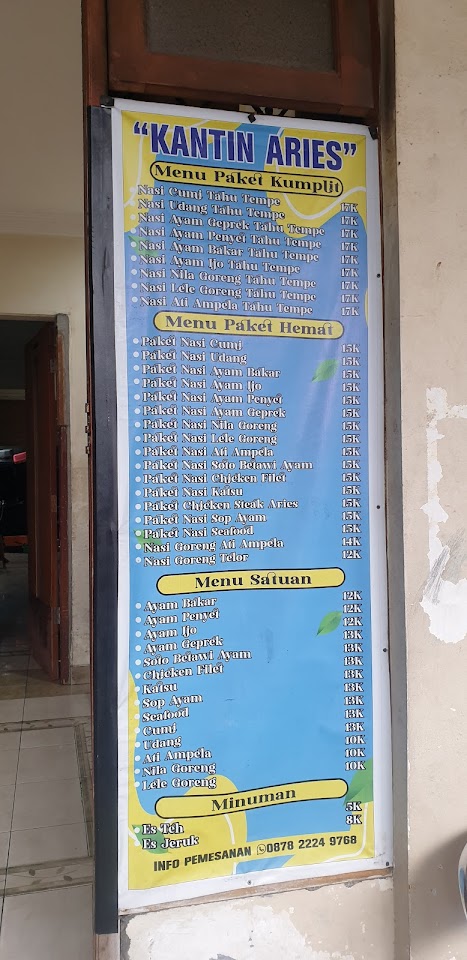 "KANTIN ARIES"
Menu Paket Kumplit
Nasi Cumi Tahu Tempe 17K
Nasi Udang Tahu Tempe 17K
Nasi Ayam Geprek Tahu Tempe 17K
Nasi Ayam Penyet Tahu Tempe 17K
Nasi Ayam Bakar Tahu Tempe 17K
Nasi Ayam Ijo Tahu Tempe 17K
Nasi Nila Goreng Tahu Tempe 17K
Nasi Lele Goreng Tahu Tempe 17K
Nasi Ati Ampela Tahu Tempe 17K
Menu Paket Hemat
Paket Nasi Cumi 15K
Paket Nasi Udang 15K
Paket Nasi Ayam Bakar 15K
Paket Nasi Ayam Ijo 15K
Paket Nasi Ayam Penyet 15K
Paket Nasi Ayam Geprek 15K
Paket Nasi Nila Goreng 15K
Paket Nasi Lele Goreng 15K
Paket Nasi Ati Ampela 15K
Paket Nasi Soto Betawi Ayam 15K
Paket Nasi Chicken Filet 15K
Paket Nasi Katsu 15K
Paket Chicken Steak Aries 15K
Paket Nasi Sop Ayam 15K
Paket Nasi Seafood 15K
Nasi Goreng Ati Ampela 14K
Nasi Goreng Telor 12K
Menu Satuan
Ayam Bakar 12K
Ayam Penyet 12K
Ayam Ijo 12K
Ayam Geprek 13K
Soto Betawi Ayam 13K
Chicken Filet 13K
Katsu 13K
Sop Ayam 13K
Seafood 13K
Cumi 13K
Udang 13K
Ati Ampela 10K
Nila Goreng 10K
Lele Goreng 10K
Minuman
Es Teh 5K
Es Jeruk 8K
INFO PEMESANAN 0878 2224 9768